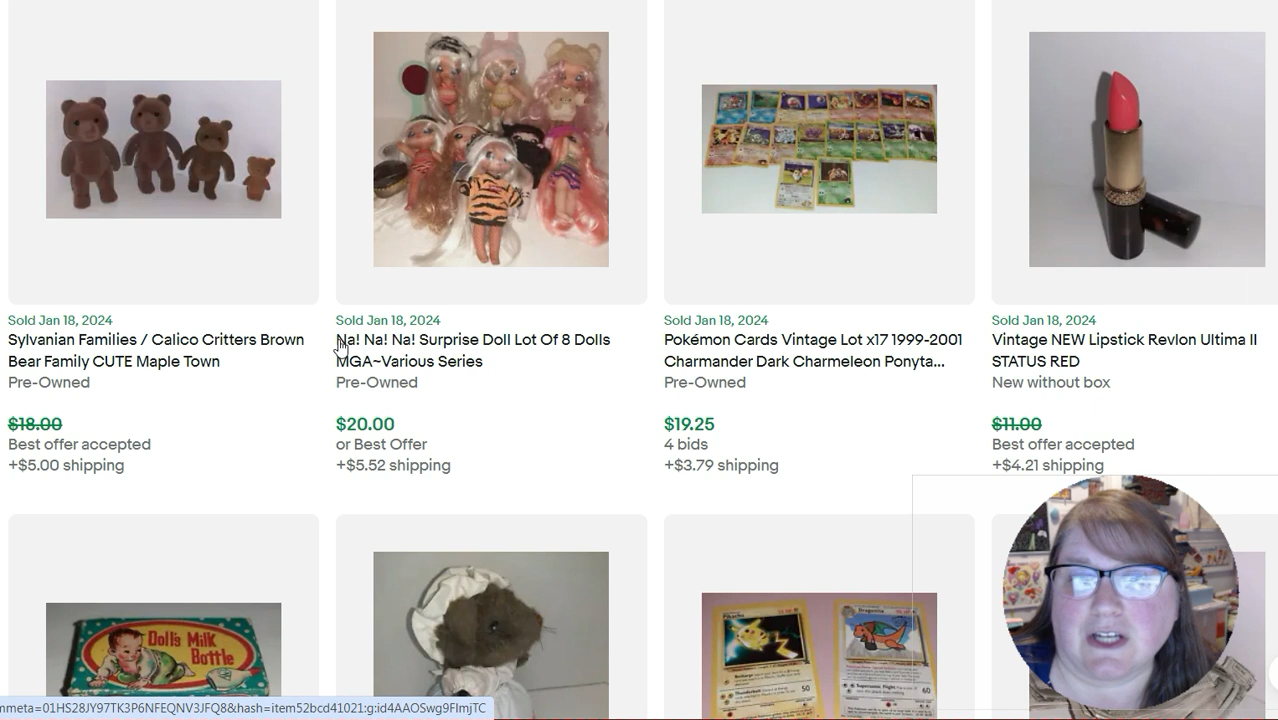 Sold Jan 18, 2024
Sylvanian Families / Calico Critters Brown
Bear Family CUTE Maple Town
Pre-Owned
$18.00
Best offer accepted
+$5.00 shipping
Sold Jan 18, 2024
Na! Na! Na! Surprise Doll Lot Of 8 Dolls
MGA~Various Series
Pre-Owned
$20.00
or Best Offer
+$5.52 shipping
Sold Jan 18, 2024
Pokémon Cards Vintage Lot x17 1999-2001
Charmander Dark Charmeleon Ponyta...
Pre-Owned
$19.25
4 bids
+$3.79 shipping
Sold Jan 18, 2024
Vintage NEW Lipstick Revlon Ultima II
STATUS RED
New without box
$11.00
Best offer accepted
+$4.21 shipping
Doll's Milk
Bottle
Pikachu
50
Dragonite
60